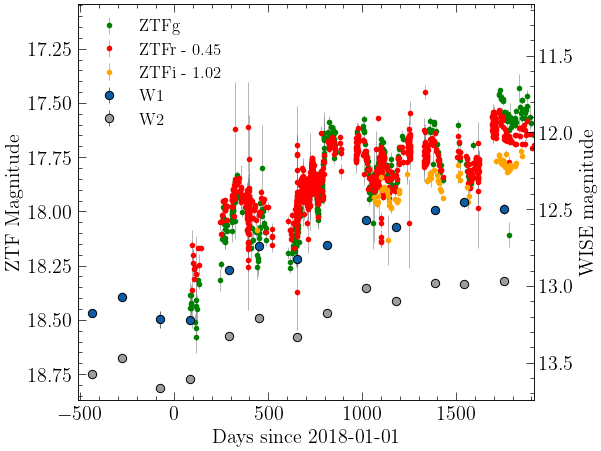 ZTFg
ZTFr - 0.45
ZTFi - 1.02
W1
W2
17.25
17.50
17.75
18.00
18.25
18.50
18.75
ZTF Magnitude
11.5
12.0
12.5
13.0
13.5
WISE magnitude
−500 0 500 1000 1500
Days since 2018-01-01